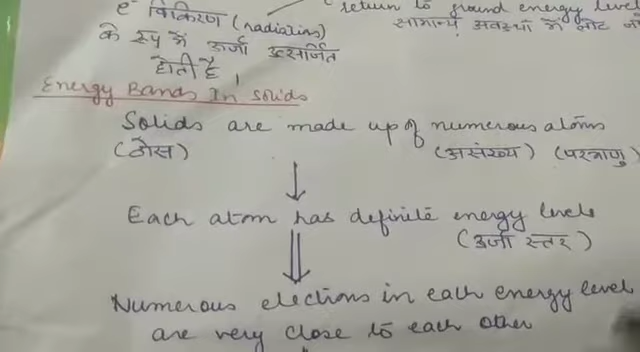 e⁻ विकिरण (radiations) return to ground energy level
के रूप में ऊर्जा उत्सर्जित सामान्य अवस्था में लौट
होती है।
Energy Bands In solids
Solids are made up of numerous atoms
(ठोस) (असंख्य) (परमाणु)
Each atom has definite energy levels
(ऊर्जा स्तर)
Numerous elections in each energy level
are very close to each other